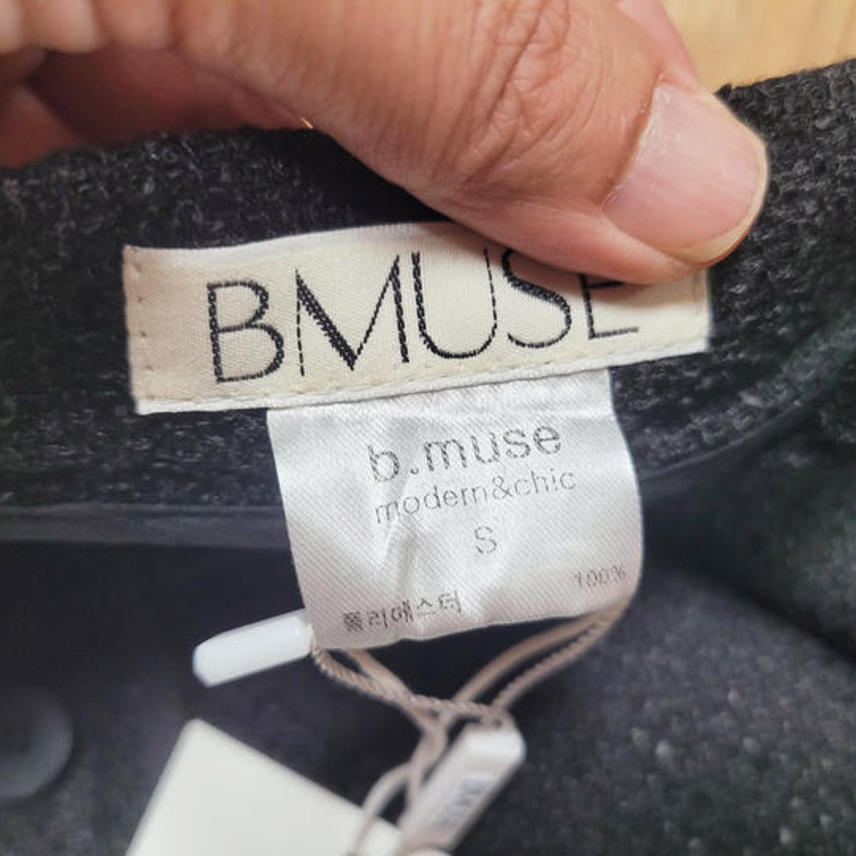 BMUSE
b.muse
modern&chic
S
폴리에스터 100%